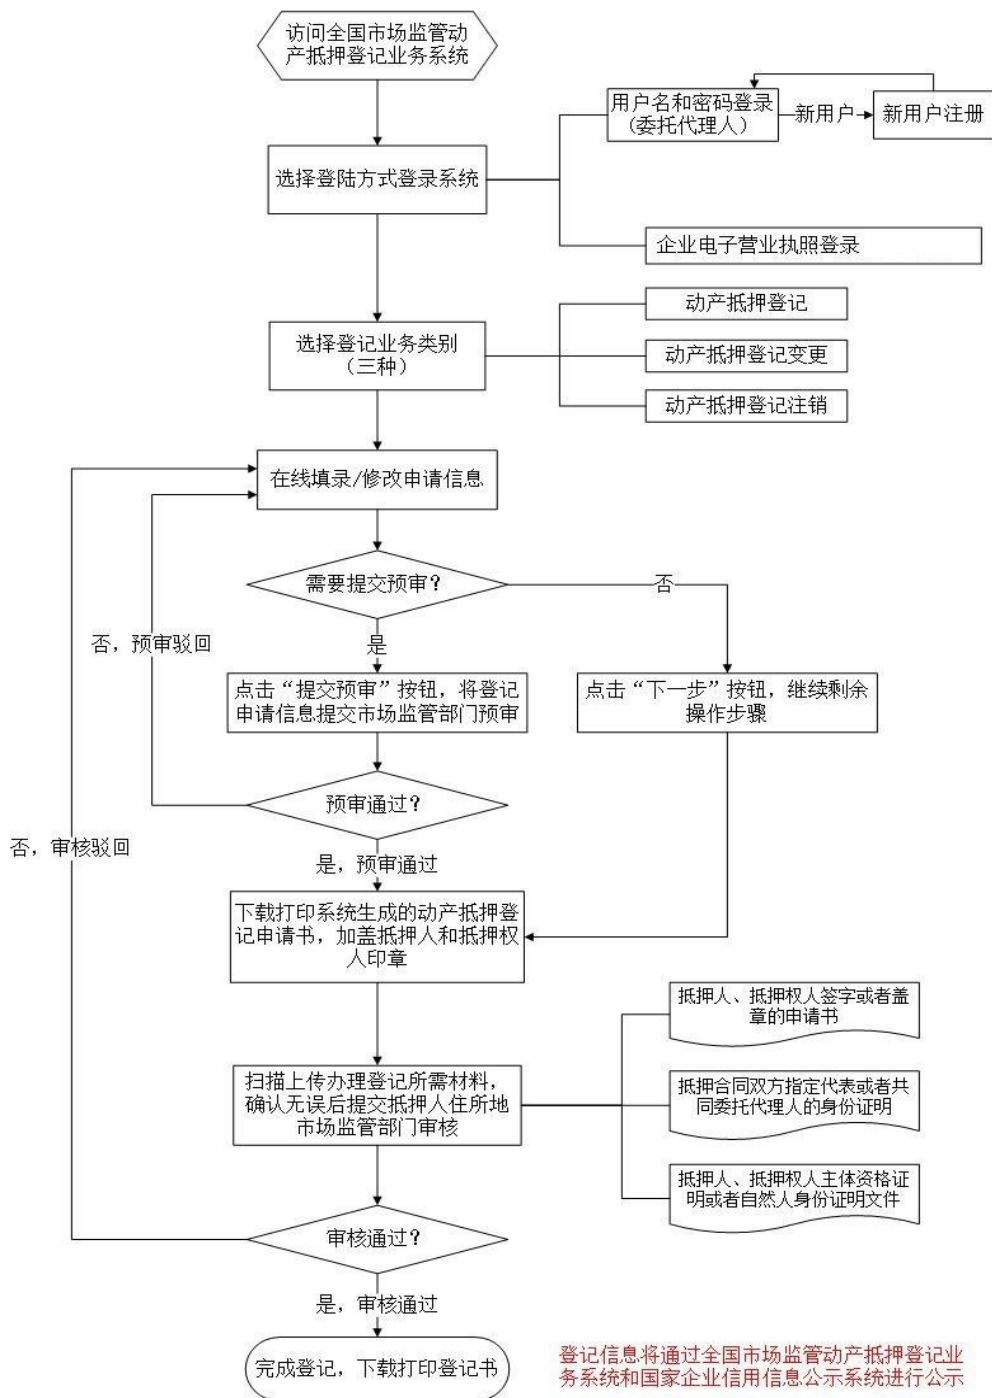 访问全国市场监管动
产抵押登记业务系统
用户名和密码登录
(委托代理人)
新用户
新用户注册
选择登陆方式登录系统
企业电子营业执照登录
动产抵押登记
选择登记业务类别
（三种）
动产抵押登记变更
动产抵押登记注销
在线填录/修改申请信息
需要提交预审？
否
否，预审驳回
是
点击“提交预审”按钮，将登记
申请信息提交市场监管部门预审
点击“下一步”按钮，继续剩余
操作步骤
预审通过？
否，审核驳回
是，预审通过
下载打印系统生成的动产抵押登
记申请书，加盖抵押人和抵押权
人印章
抵押人、抵押权人签字或者盖
章的申请书
扫描上传办理登记所需材料，
确认无误后提交抵押人住所地
市场监管部门审核
抵押合同双方指定代表或者共
同委托代理人的身份证明
抵押人、抵押权人主体资格证
明或者自然人身份证明文件
审核通过？
是，审核通过
完成登记，下载打印登记书
登记信息将通过全国市场监管动产抵押登记业
务系统和国家企业信用信息公示系统进行公示